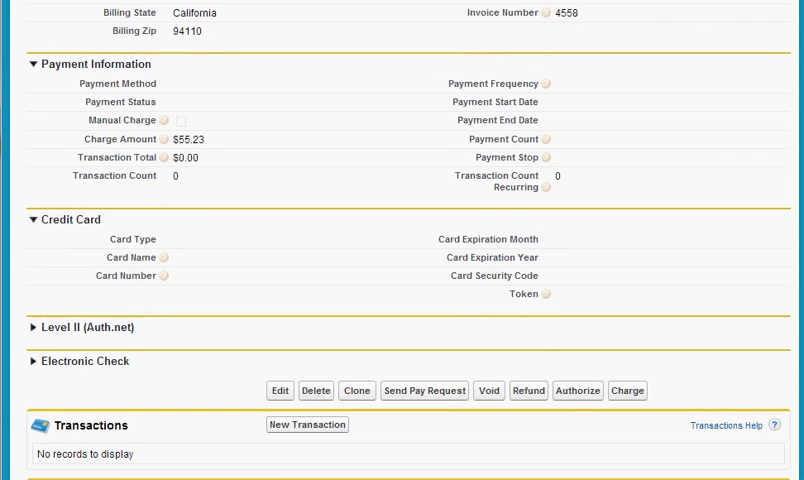 Billing State California Invoice Number 4558
Billing Zip 94110
Payment Information
Payment Method Payment Frequency
Payment Status Payment Start Date
Manual Charge Payment End Date
Charge Amount $55.23 Payment Count
Transaction Total $0.00 Payment Stop
Transaction Count 0 Transaction Count Recurring 0
Credit Card
Card Type Card Expiration Month
Card Name Card Expiration Year
Card Number Card Security Code
Token
Level II (Auth.net)
Electronic Check
Edit Delete Clone Send Pay Request Void Refund Authorize Charge
Transactions New Transaction Transactions Help ?
No records to display